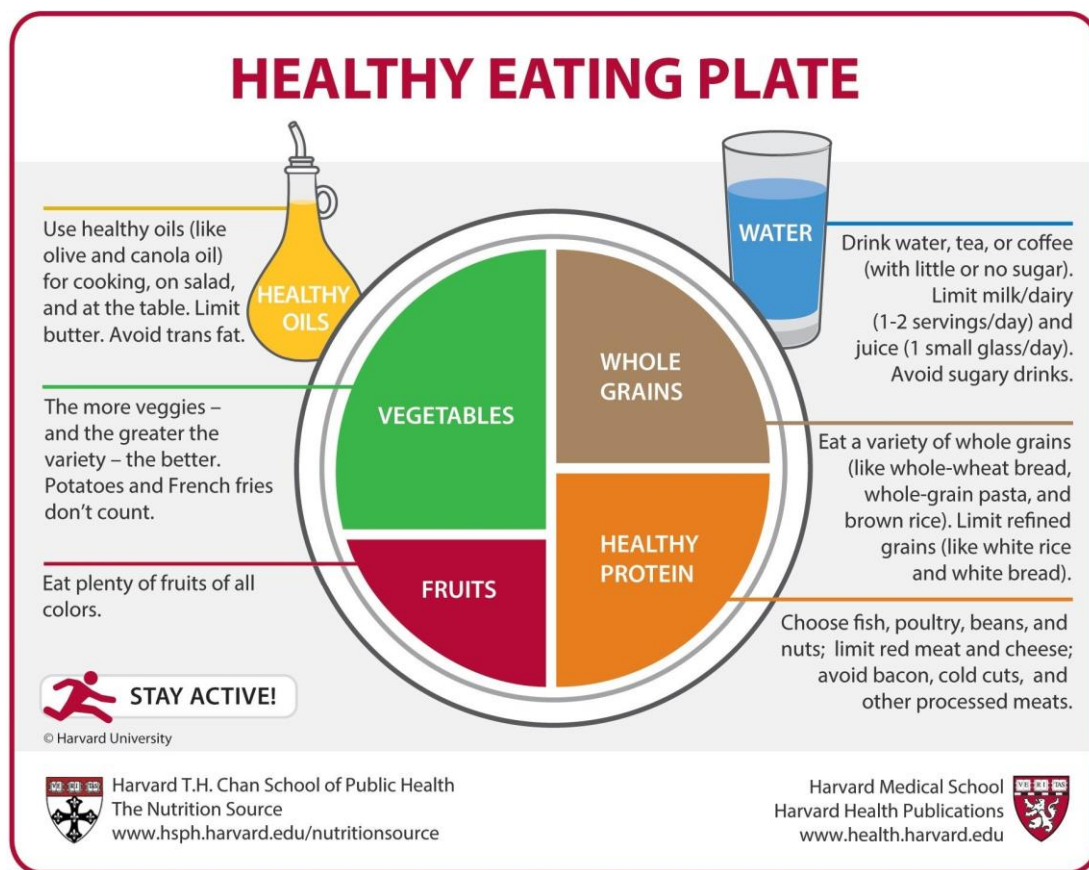 HEALTHY EATING PLATE
Use healthy oils (like
olive and canola oil)
for cooking, on salad,
and at the table. Limit
butter. Avoid trans fat.
HEALTHY
OILS
The more veggies –
and the greater the
variety – the better.
Potatoes and French fries
don’t count.
Eat plenty of fruits of all
colors.
VEGETABLES
FRUITS
WHOLE
GRAINS
HEALTHY
PROTEIN
WATER
Drink water, tea, or coffee
(with little or no sugar).
Limit milk/dairy
(1-2 servings/day) and
juice (1 small glass/day).
Avoid sugary drinks.
Eat a variety of whole grains
(like whole-wheat bread,
whole-grain pasta, and
brown rice). Limit refined
grains (like white rice
and white bread).
Choose fish, poultry, beans, and
nuts; limit red meat and cheese;
avoid bacon, cold cuts, and
other processed meats.
STAY ACTIVE!
© Harvard University
Harvard T.H. Chan School of Public Health
The Nutrition Source
www.hsph.harvard.edu/nutritionsource
Harvard Medical School
Harvard Health Publications
www.health.harvard.edu
VE RI TAS